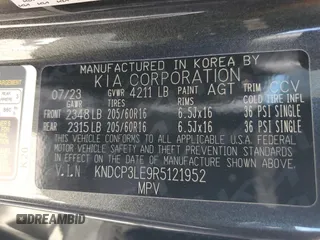 MANUFACTURED IN KOREA BY
KIA CORPORATION
07/23 GVWR 4211 LB PAINT AGT TRIM CCV
TIRES RIMS COLD TIRE INFL
FRONT 2348 LB 205/60R16 6.5JX16 36 PSI SINGLE
REAR 2315 LB 205/60R16 6.5JX16 36 PSI SINGLE
THIS VEHICLE CONFORMS TO ALL APPLICABLE U.S.A. FEDERAL
MOTOR VEHICLE SAFETY AND THEFT PREVENTION STANDARDS
IN EFFECT ON THE DATE OF MANUFACTURE SHOWN ABOVE.
V.I.N KNDCP3LE9R5121952
MPV
DREAMBID